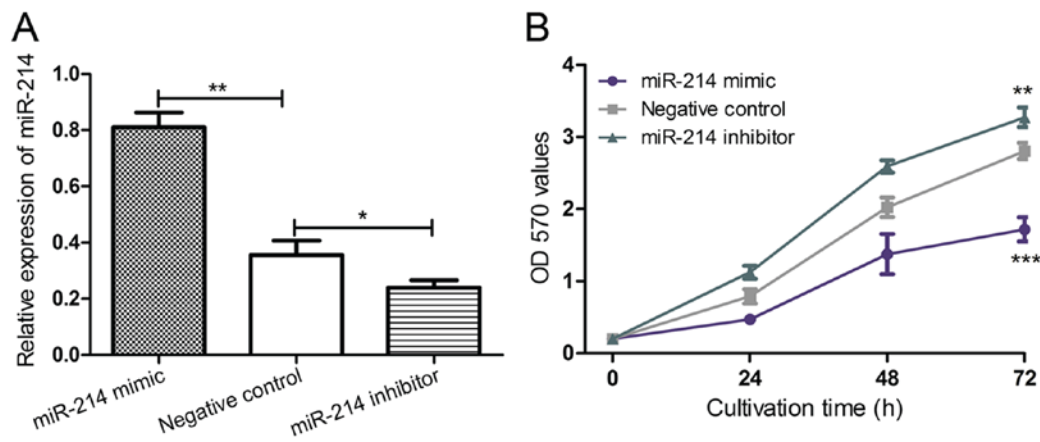 A
Relative expression of miR-214
1.0
0.8
0.6
0.4
0.2
0.0
**
*
miR-214 mimic
Negative control
miR-214 inhibitor
B
OD 570 values
4
3
2
1
0
miR-214 mimic
Negative control
miR-214 inhibitor
**
***
0 24 48 72
Cultivation time (h)